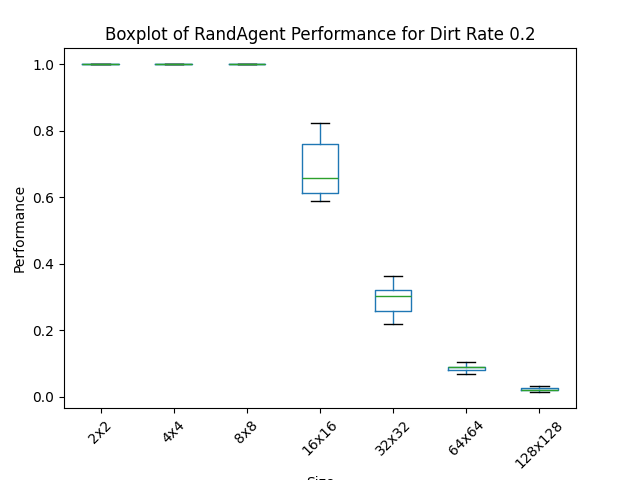 Boxplot of RandAgent Performance for Dirt Rate 0.2
Performance
1.0
0.8
0.6
0.4
0.2
0.0
2x2
4x4
8x8
16x16
32x32
64x64
128x128
Size